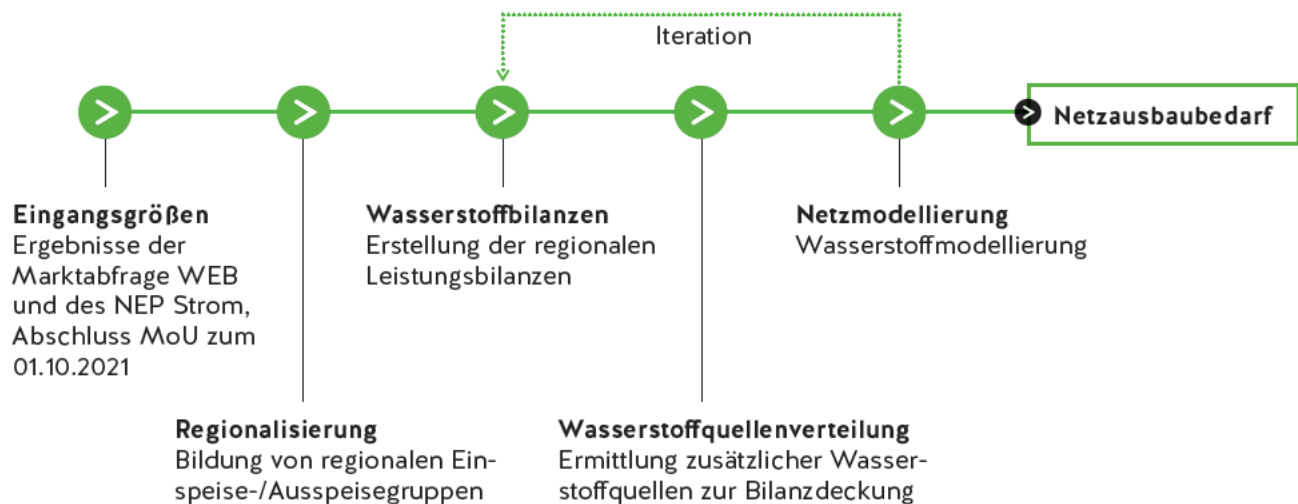 Iteration
Netzausbaubedarf
Eingangsgrößen
Ergebnisse der
Marktabfrage WEB
und des NEP Strom,
Abschluss MoU zum
01.10.2021
Regionalisierung
Bildung von regionalen Ein-
speise-/Ausspeisegruppen
Wasserstoffbilanzen
Erstellung der regionalen
Leistungsbilanzen
Wasserstoffquellenverteilung
Ermittlung zusätzlicher Wasser-
stoffquellen zur Bilanzdeckung
Netzmodellierung
Wasserstoffmodellierung